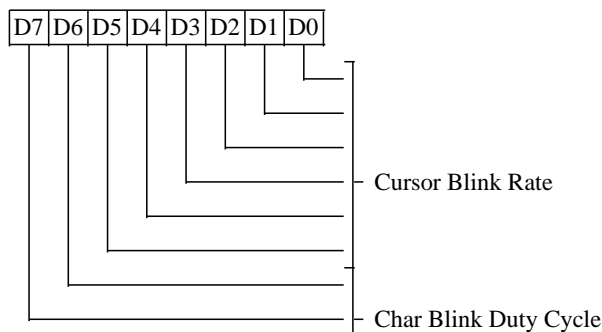 D7 D6 D5 D4 D3 D2 D1 D0
Cursor Blink Rate
Char Blink Duty Cycle